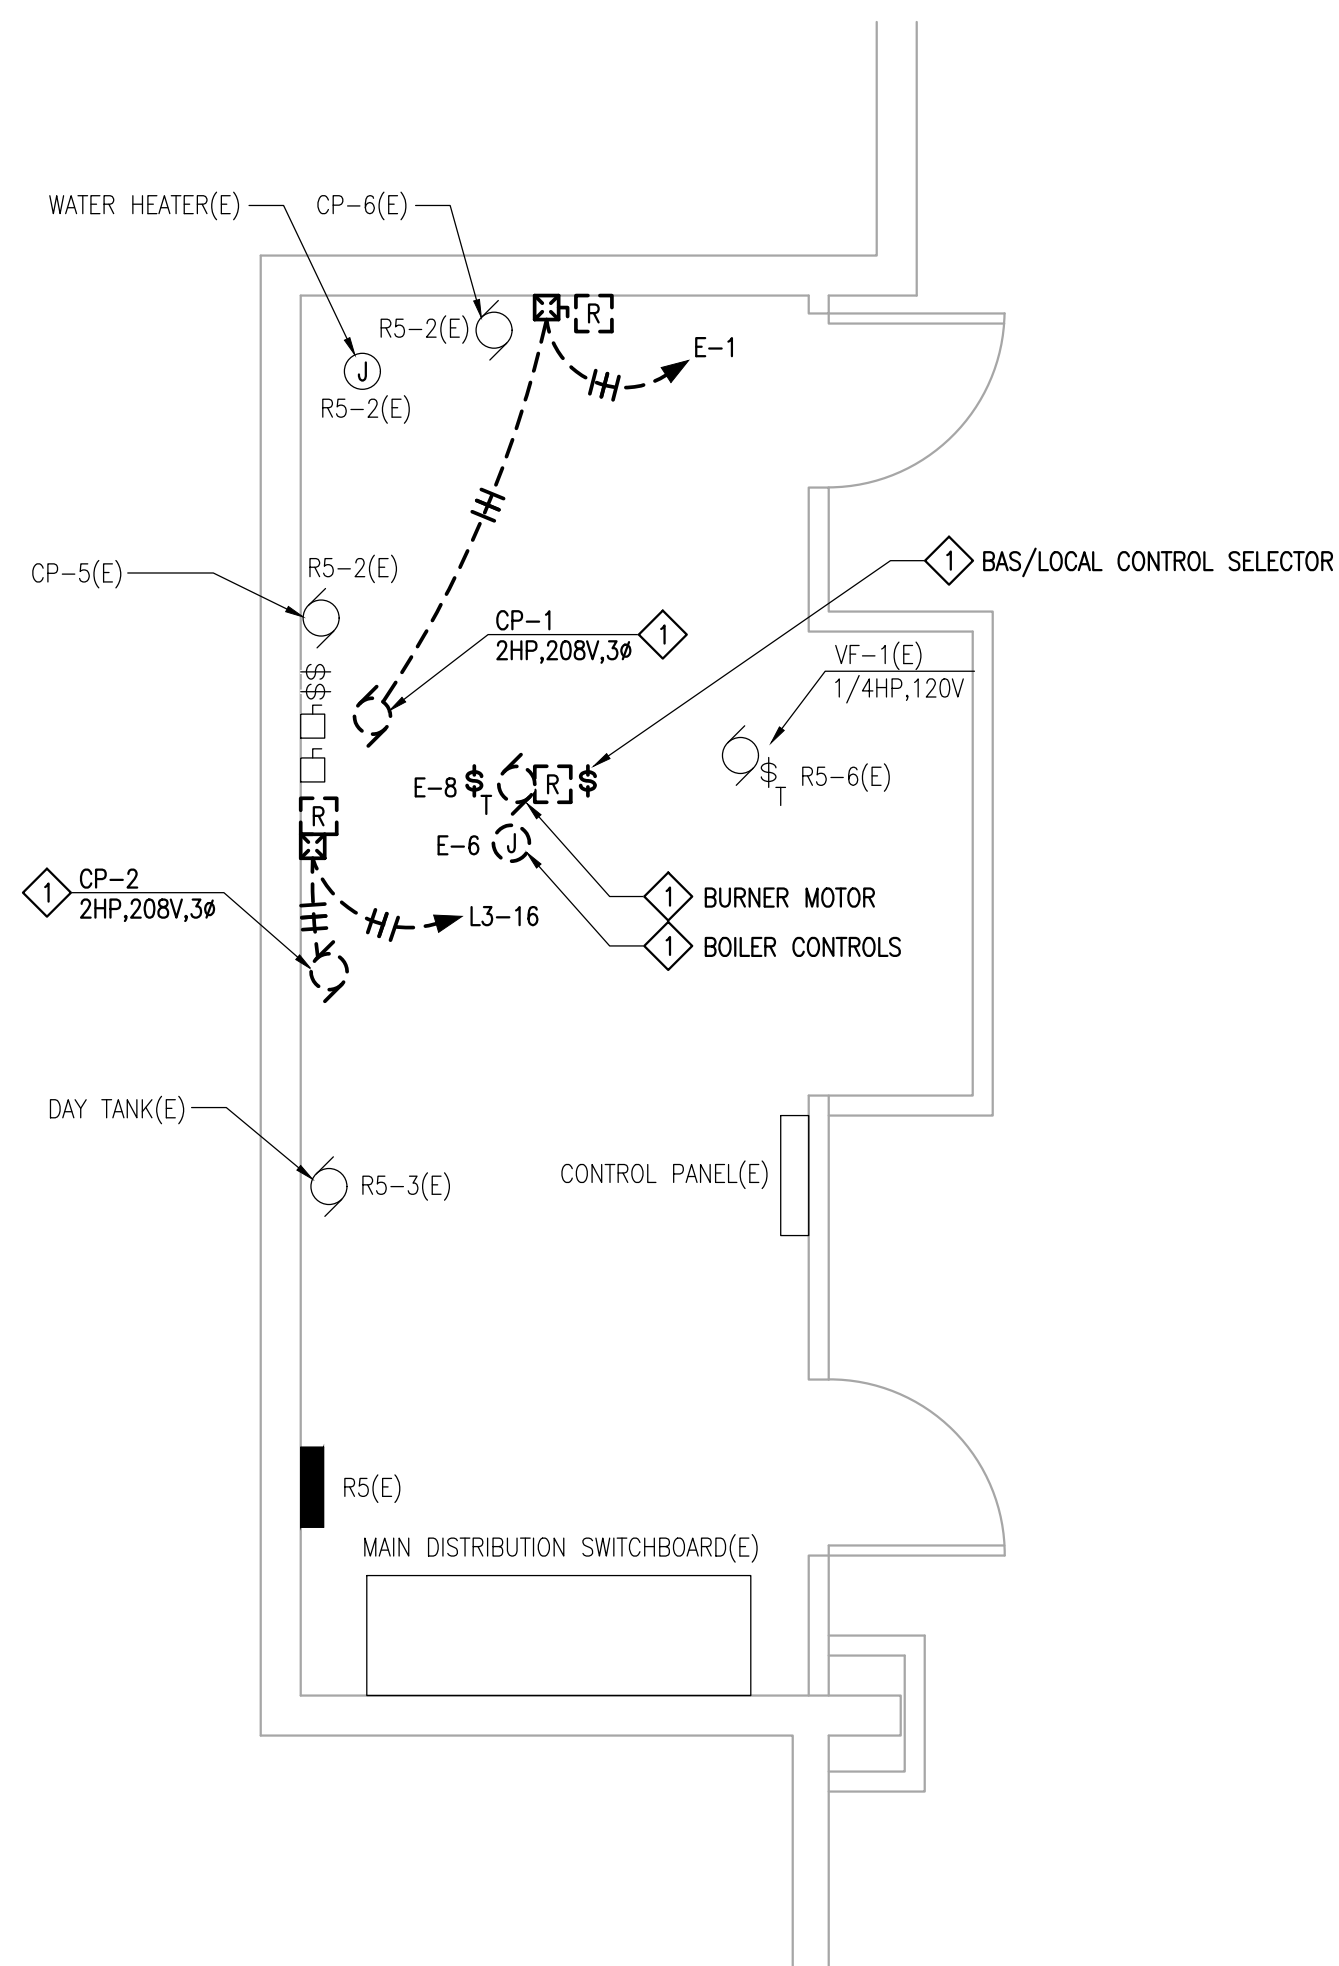 WATER HEATER(E)
CP-6(E)
R5-2(E)
R
E-1
J
R5-2(E)
1
BAS/LOCAL CONTROL SELECTOR
R5-2(E)
CP-5(E)
CP-1
2HP,208V,3ø
1
VF-1(E)
1/4HP,120V
$$
E-8
$T
R
$
$T
R5-6(E)
R
E-6
J
1
CP-2
2HP,208V,3ø
1
BURNER MOTOR
L3-16
1
BOILER CONTROLS
DAY TANK(E)
R5-3(E)
CONTROL PANEL(E)
R5(E)
MAIN DISTRIBUTION SWITCHBOARD(E)